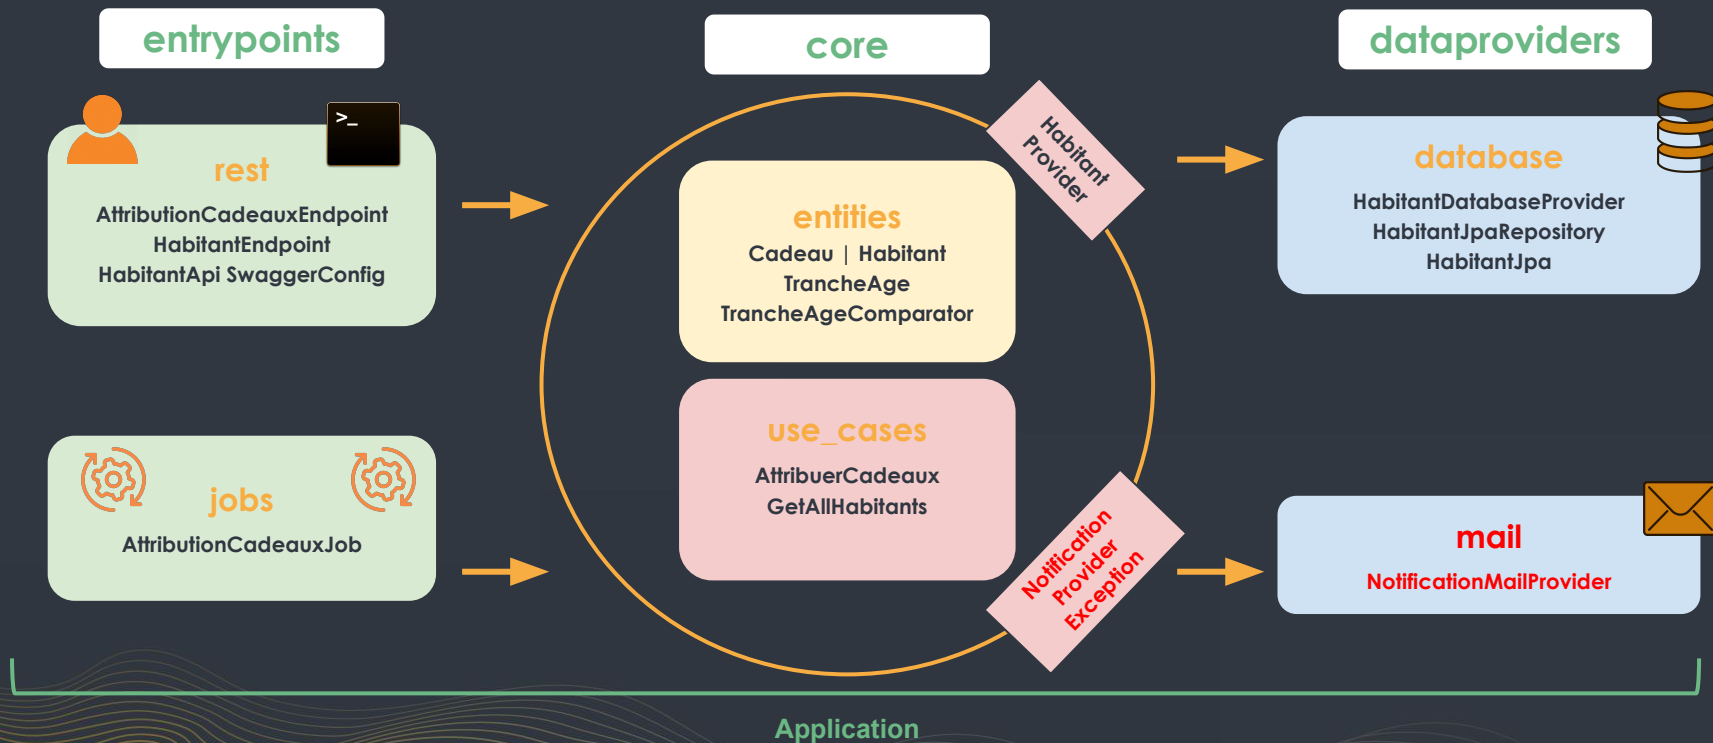 entrypoints
core
dataproviders
>_
rest
AttributionCadeauxEndpoint
HabitantEndpoint
HabitantApi SwaggerConfig
jobs
AttributionCadeauxJob
entities
Cadeau | Habitant
TrancheAge
TrancheAgeComparator
use_cases
AttribuerCadeaux
GetAllHabitants
Habitant
Provider
Notification
Provider
Exception
database
HabitantDatabaseProvider
HabitantJpaRepository
HabitantJpa
mail
NotificationMailProvider
Application